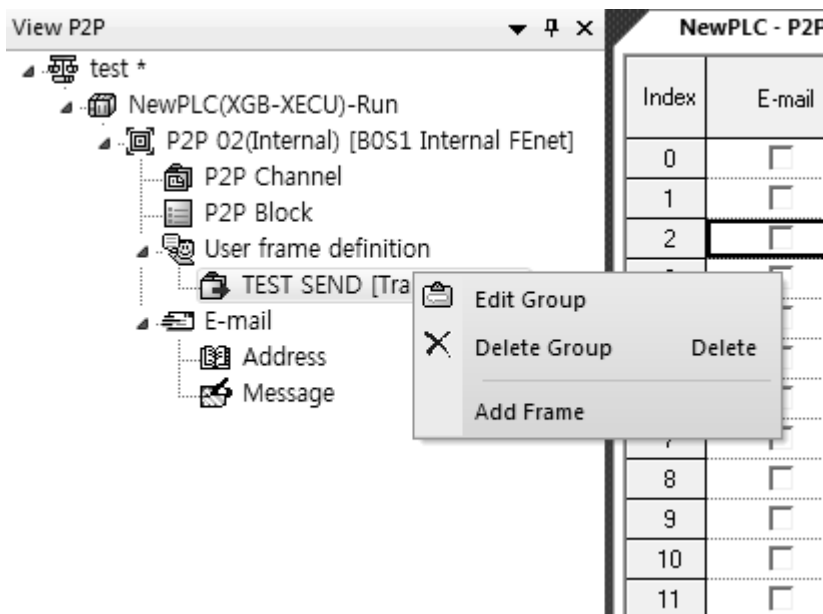 View P2P
test *
NewPLC(XGB-XECU)-Run
P2P 02(Internal) [B0S1 Internal FEnet]
P2P Channel
P2P Block
User frame definition
TEST SEND [Tra
E-mail
Address
Message
Edit Group
Delete Group Delete
Add Frame
NewPLC - P2P
Index E-mail
0
1
2
8
9
10
11